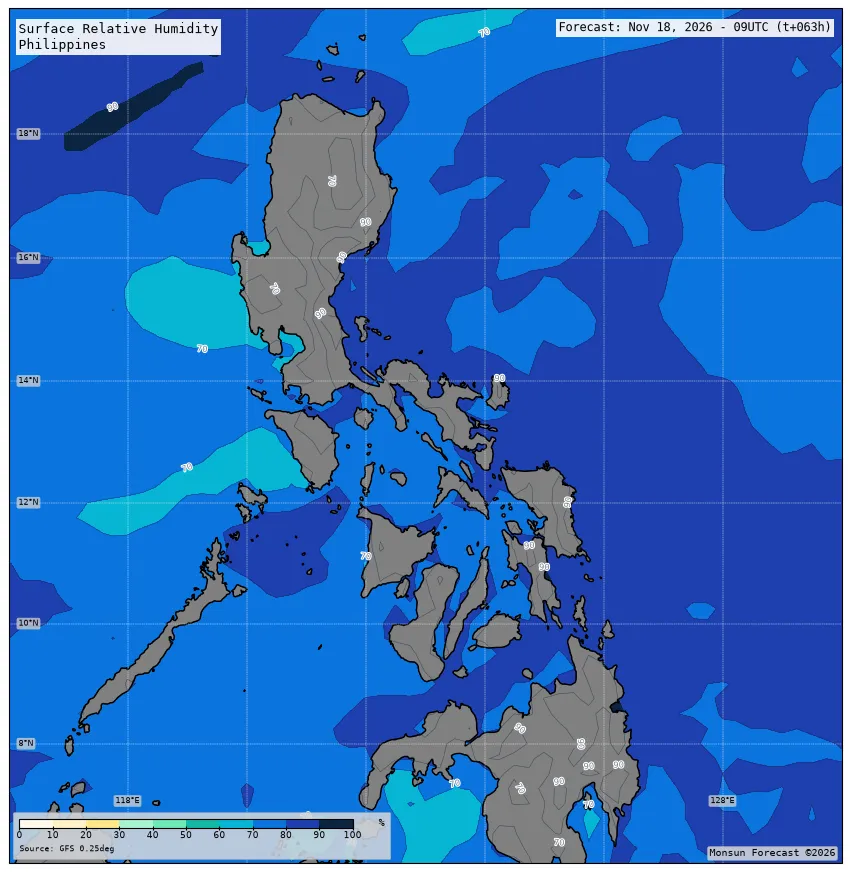 Surface Relative Humidity
Philippines
Forecast: Nov 18, 2026 - 09UTC (t+063h)
70
90
18°N
70
90
16°N
90
70
90
70
14°N
90
70
12°N
90
90
70
90
10°N
90
8°N
90
90
90
70
90
70
118°E
128°E
70
70
0 10 20 30 40 50 60 70 80 90 100 %
Source: GFS 0.25deg
Monsun Forecast ©2026